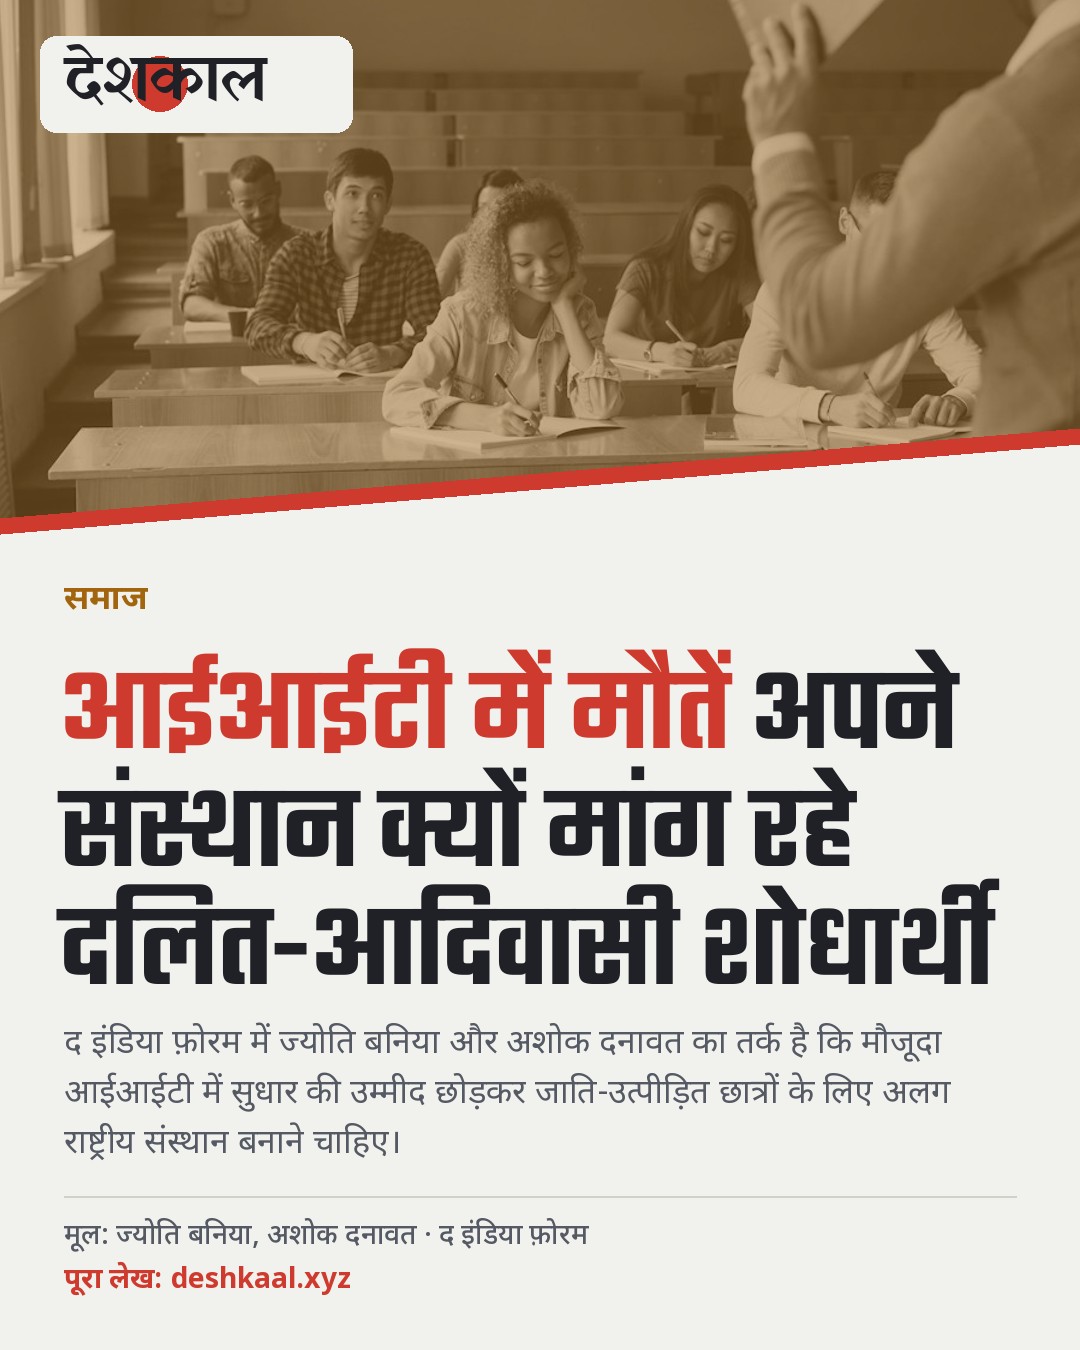 देशकाल
समाज
आईआईटी में मौतें अपने
संस्थान क्यों मांग रहे
दलित-आदिवासी शोधार्थी
द इंडिया फ़ोरम में ज्योति बनिया और अशोक दनावत का तर्क है कि मौजूदा
आईआईटी में सुधार की उम्मीद छोड़कर जाति-उत्पीड़ित छात्रों के लिए अलग
राष्ट्रीय संस्थान बनाने चाहिए।
मूल: ज्योति बनिया, अशोक दनावत · द इंडिया फ़ोरम
पूरा लेख: deshkaal.xyz